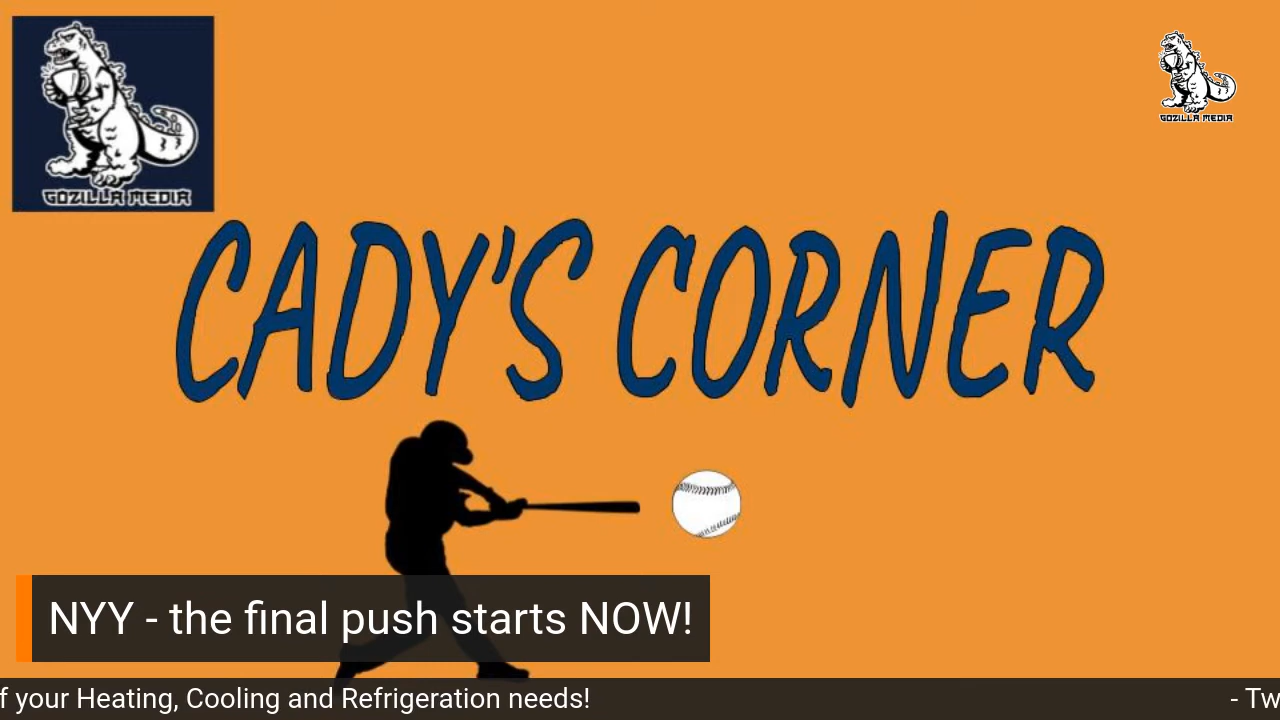 GOZILLA MEDIA
GOZILLA MEDIA
CADY'S CORNER
NYY - the final push starts NOW!
f your Heating, Cooling and Refrigeration needs!
- Tw